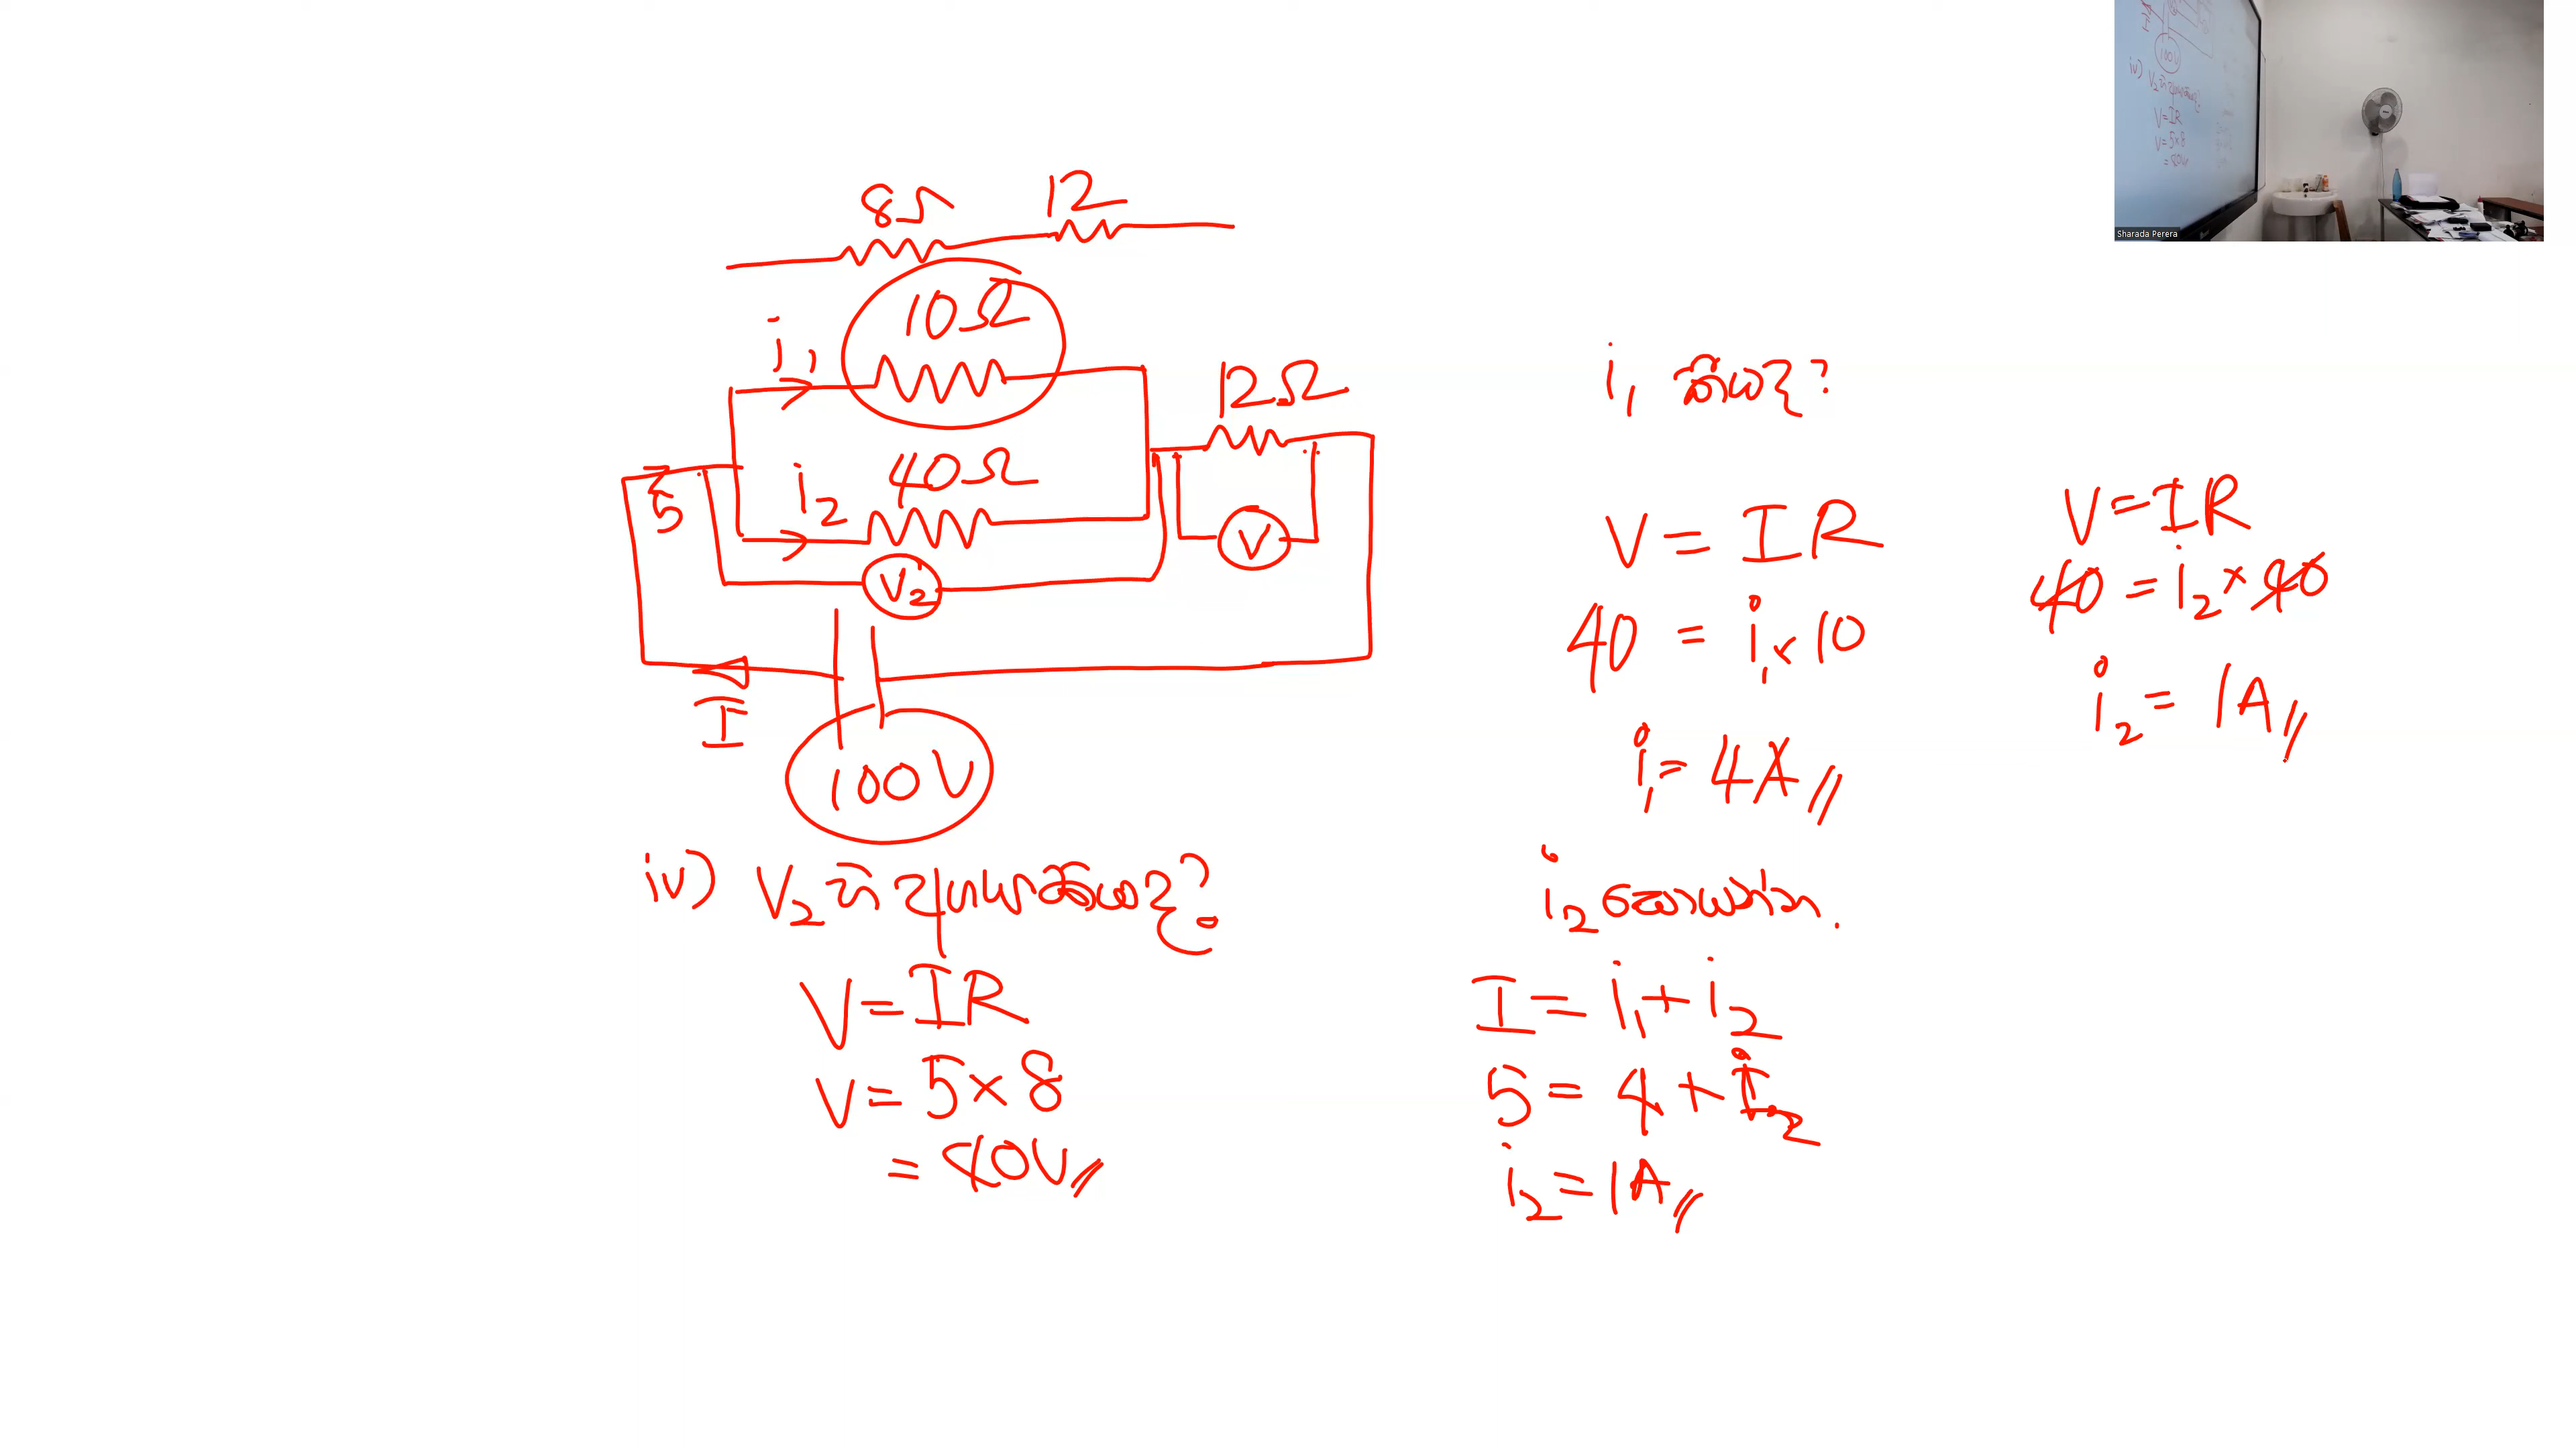 8Ω 12
10Ω
i₁
12Ω
40Ω
i₂
5
V
V₂
I
100V
iv) V₂ හි අගය කීයද?
V = IR
V = 5 × 8
= 40V //
i₁ කීයද?
V = IR
40 = i₁ × 10
i₁ = 4A //
i₂ සොයන්න.
I = i₁ + i₂
5 = 4 + i₂
i₂ = 1A //
V = IR
40 = i₂ × 40
i₂ = 1A //
Sharada Perera